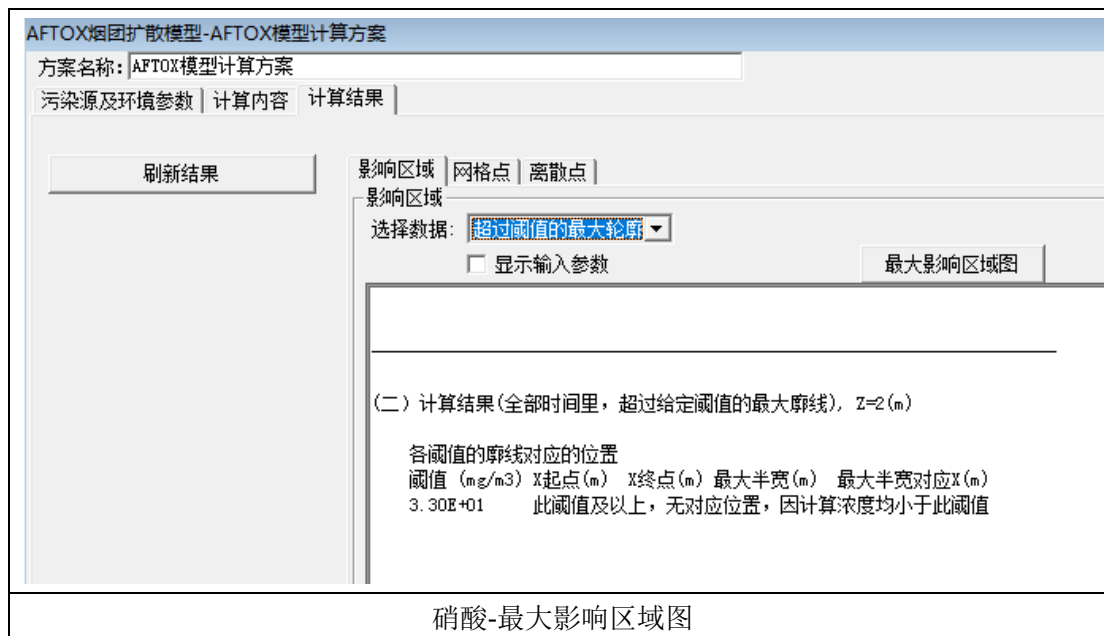 AFTOX烟团扩散模型-AFTOX模型计算方案
方案名称: AFTOX模型计算方案
污染源及环境参数 计算内容 计算结果
刷新结果
影响区域 网格点 离散点
影响区域
选择数据: 超过阈值的最大轮廓
显示输入参数
最大影响区域图
(二) 计算结果(全部时间里，超过给定阈值的最大廓线), Z=2(m)
各阈值的廓线对应的位置
阈值 (mg/m3) X起点(m) X终点(m) 最大半宽(m) 最大半宽对应X(m)
3.30E+01 此阈值及以上，无对应位置，因计算浓度均小于此阈值
硝酸-最大影响区域图